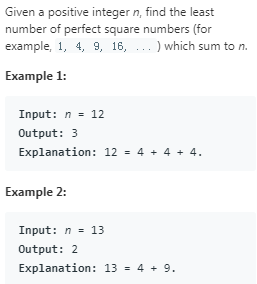 Given a positive integer n, find the least
number of perfect square numbers (for
example, 1, 4, 9, 16, ... ) which sum to n.
Example 1:
Input: n = 12
Output: 3
Explanation: 12 = 4 + 4 + 4.
Example 2:
Input: n = 13
Output: 2
Explanation: 13 = 4 + 9.